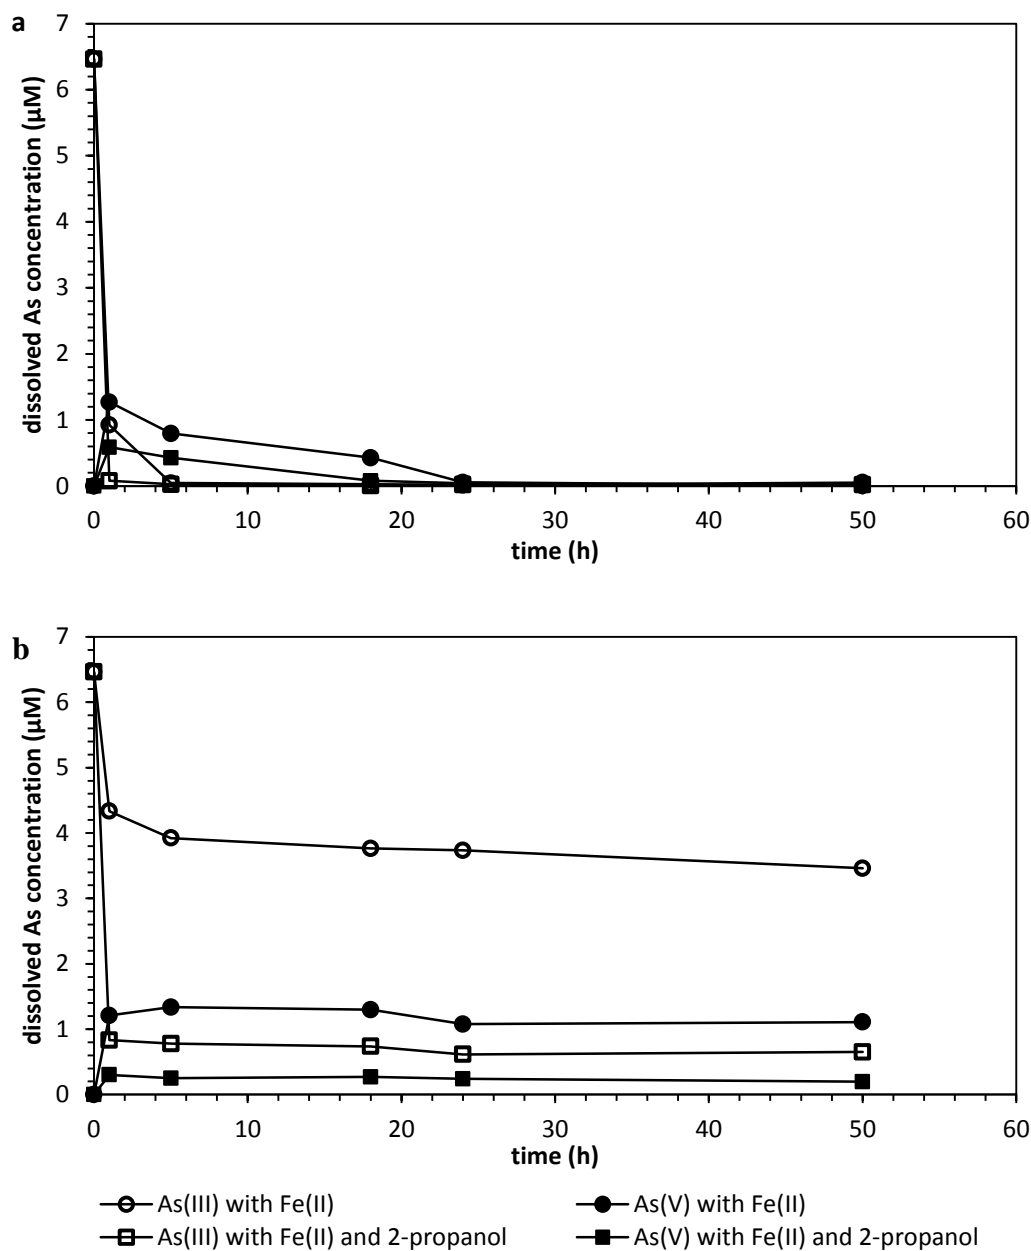 a
7
6
5
4
3
2
1
0
dissolved As concentration (µM)
0 10 20 30 40 50 60
time (h)
b
7
6
5
4
3
2
1
0
dissolved As concentration (µM)
0 10 20 30 40 50 60
time (h)
As(III) with Fe(II) As(V) with Fe(II)
As(III) with Fe(II) and 2-propanol As(V) with Fe(II) and 2-propanol